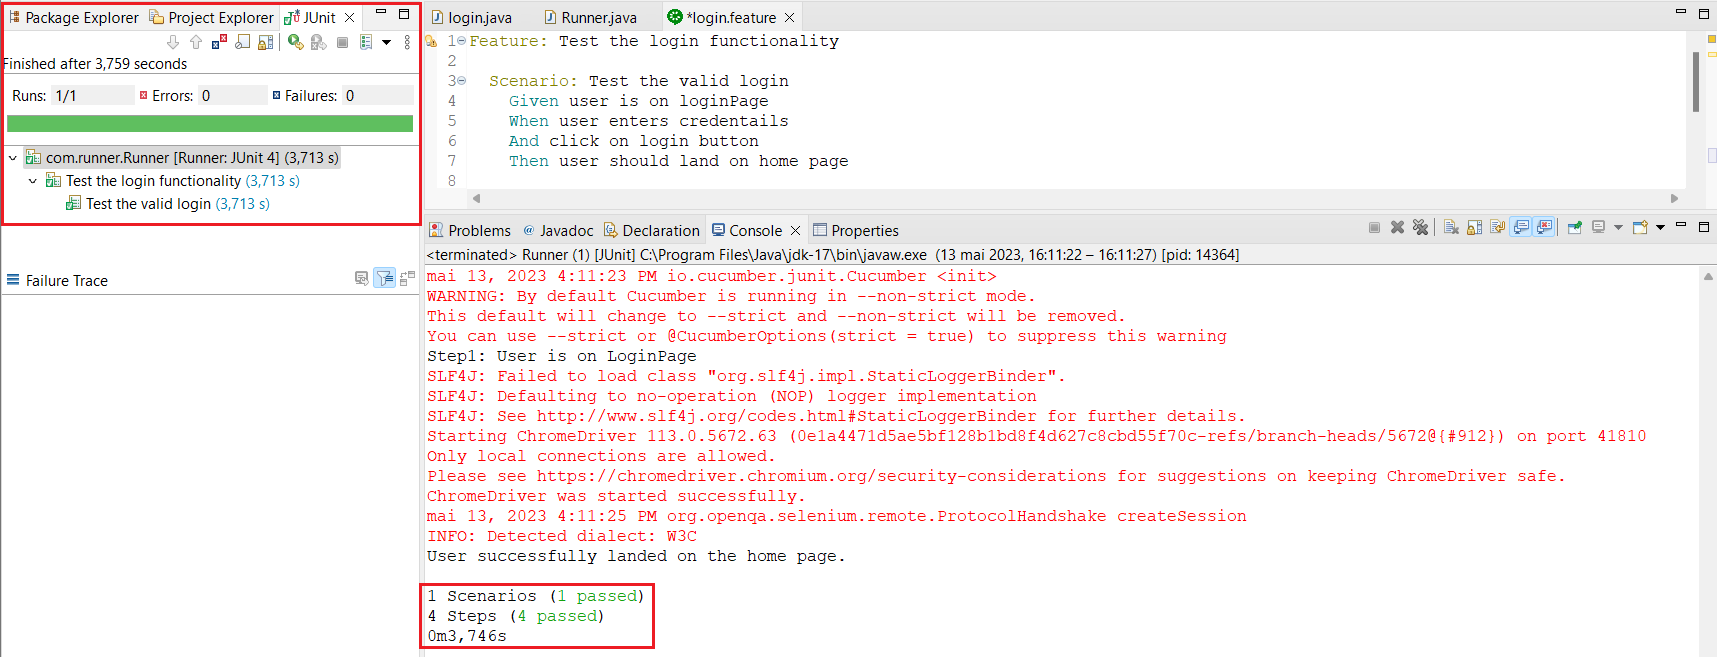 Package Explorer Project Explorer JUnit
Finished after 3,759 seconds
Runs: 1/1 Errors: 0 Failures: 0
com.runner.Runner [Runner: JUnit 4] (3,713 s)
Test the login functionality (3,713 s)
Test the valid login (3,713 s)
Failure Trace
login.java Runner.java *login.feature
1 Feature: Test the login functionality
2
3 Scenario: Test the valid login
4 Given user is on loginPage
5 When user enters credentails
6 And click on login button
7 Then user should land on home page
8
Problems @ Javadoc Declaration Console Properties
<terminated> Runner (1) [JUnit] C:\Program Files\Java\jdk-17\bin\javaw.exe (13 mai 2023, 16:11:22 – 16:11:27) [pid: 14364]
mai 13, 2023 4:11:23 PM io.cucumber.junit.Cucumber <init>
WARNING: By default Cucumber is running in --non-strict mode.
This default will change to --strict and --non-strict will be removed.
You can use --strict or @CucumberOptions(strict = true) to suppress this warning
Step1: User is on LoginPage
SLF4J: Failed to load class "org.slf4j.impl.StaticLoggerBinder".
SLF4J: Defaulting to no-operation (NOP) logger implementation
SLF4J: See http://www.slf4j.org/codes.html#StaticLoggerBinder for further details.
Starting ChromeDriver 113.0.5672.63 (0e1a4471d5ae5bf128b1bd8f4d627c8cbd55f70c-refs/branch-heads/5672@{#912}) on port 41810
Only local connections are allowed.
Please see https://chromedriver.chromium.org/security-considerations for suggestions on keeping ChromeDriver safe.
ChromeDriver was started successfully.
mai 13, 2023 4:11:25 PM org.openqa.selenium.remote.ProtocolHandshake createSession
INFO: Detected dialect: W3C
User successfully landed on the home page.
1 Scenarios (1 passed)
4 Steps (4 passed)
0m3,746s